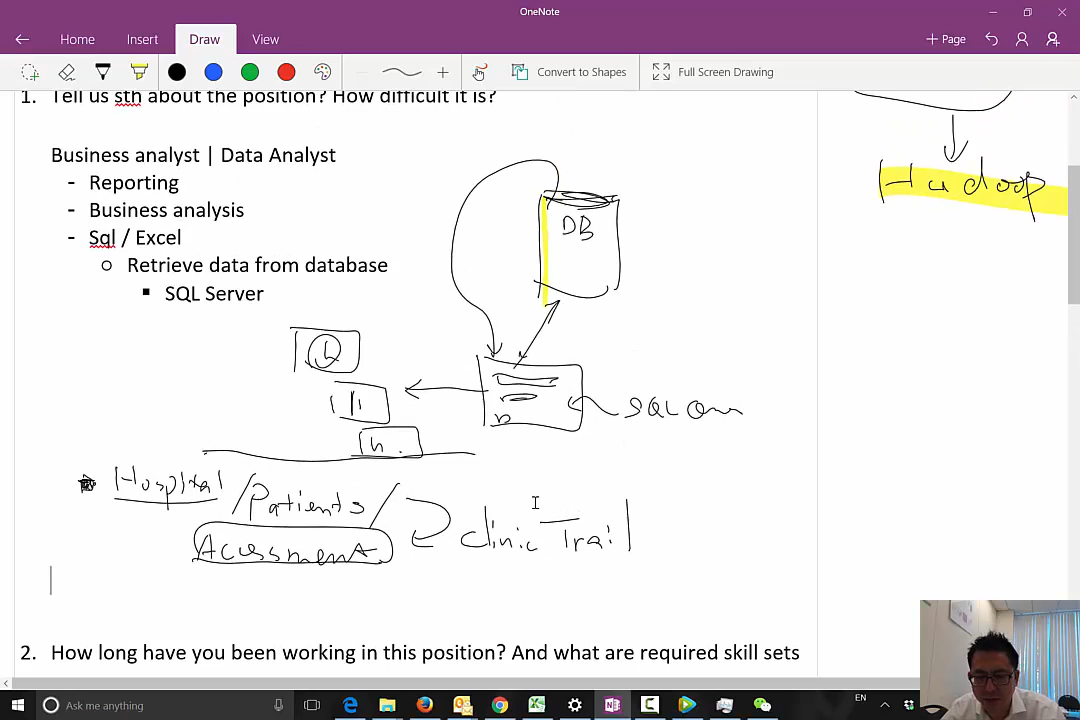 OneNote
Home Insert Draw View
+ Page
Convert to Shapes
Full Screen Drawing
1. Tell us sth about the position? How difficult it is?
Business analyst | Data Analyst
- Reporting
- Business analysis
- Sql / Excel
o Retrieve data from database
▪ SQL Server
DB
Hadoop
SQL
Hospital / Patients /
Clinic Trail
2. How long have you been working in this position? And what are required skill sets
Ask me anything
EN